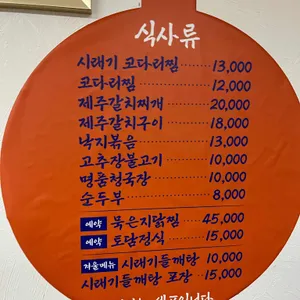 식사류
시래기 코다리찜 13,000
코다리찜 12,000
제주갈치찌개 20,000
제주갈치구이 18,000
낙지볶음 13,000
고추장불고기 10,000
명품청국장 10,000
순두부 8,000
예약 묵은지닭찜 45,000
예약 토담정식 15,000
겨울메뉴 시래기들깨탕 10,000
시래기들깨탕 포장 15,000